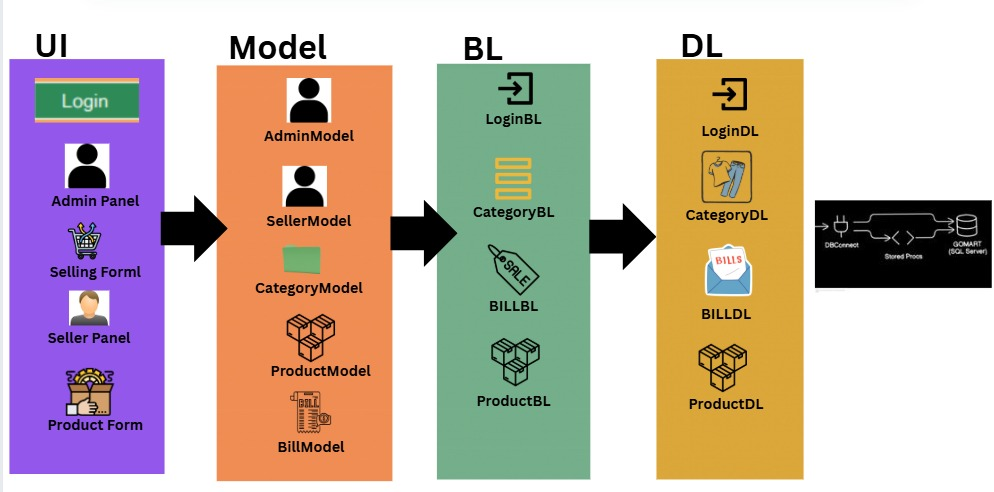 UI
Login
Admin Panel
Selling Forml
Seller Panel
Product Form
Model
AdminModel
SellerModel
CategoryModel
ProductModel
BILL
BillModel
BL
LoginBL
CategoryBL
SALE
BILLBL
ProductBL
DL
LoginDL
CategoryDL
BILLS
BILLDL
ProductDL
DBConnect
Stored Procs
GOMART
(SQL Server)